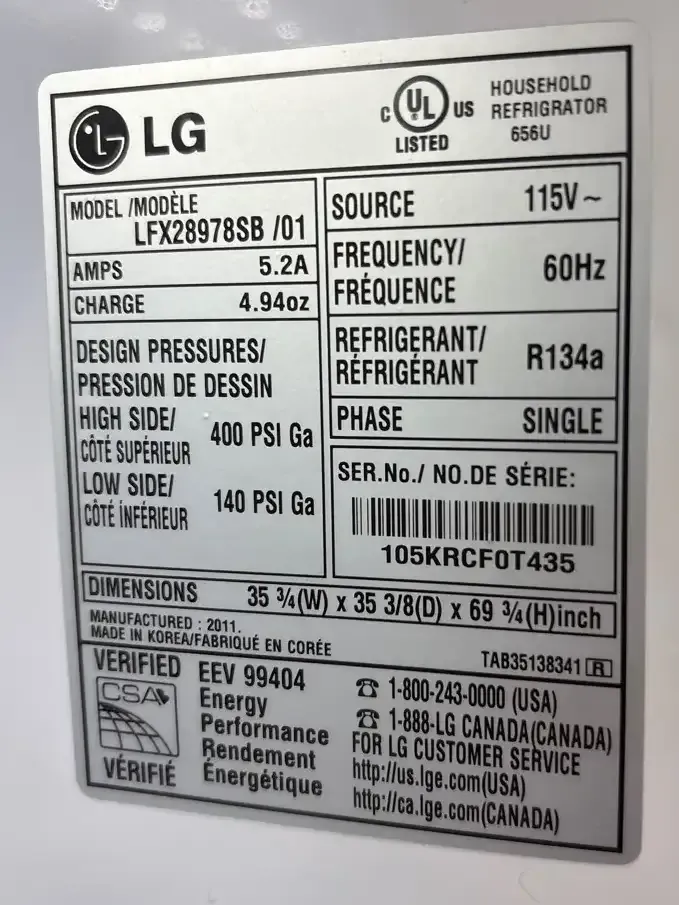 LG
C UL US
LISTED
HOUSEHOLD
REFRIGRATOR
656U
MODEL /MODÈLE
LFX28978SB /01
AMPS 5.2A
CHARGE 4.94oz
DESIGN PRESSURES/
PRESSION DE DESSIN
HIGH SIDE/
CÔTÉ SUPÉRIEUR 400 PSI Ga
LOW SIDE/
CÔTÉ ÍNFÉRIEUR 140 PSI Ga
SOURCE 115V~
FREQUENCY/
FRÉQUENCE 60Hz
REFRIGERANT/
RÉFRIGÉRANT R134a
PHASE SINGLE
SER.No./ NO.DE SÉRIE:
105KRCF0T435
DIMENSIONS 35 ¾(W) x 35 3/8(D) x 69 ¾(H)inch
MANUFACTURED : 2011.
MADE IN KOREA/FABRIQUÉ EN CORÉE
TAB35138341 R
VERIFIED
CSA
VÉRIFIÉ
EEV 99404
Energy
Performance
Rendement
Énergétique
☎ 1-800-243-0000 (USA)
☎ 1-888-LG CANADA(CANADA)
FOR LG CUSTOMER SERVICE
http://us.lge.com(USA)
http://ca.lge.com(CANADA)